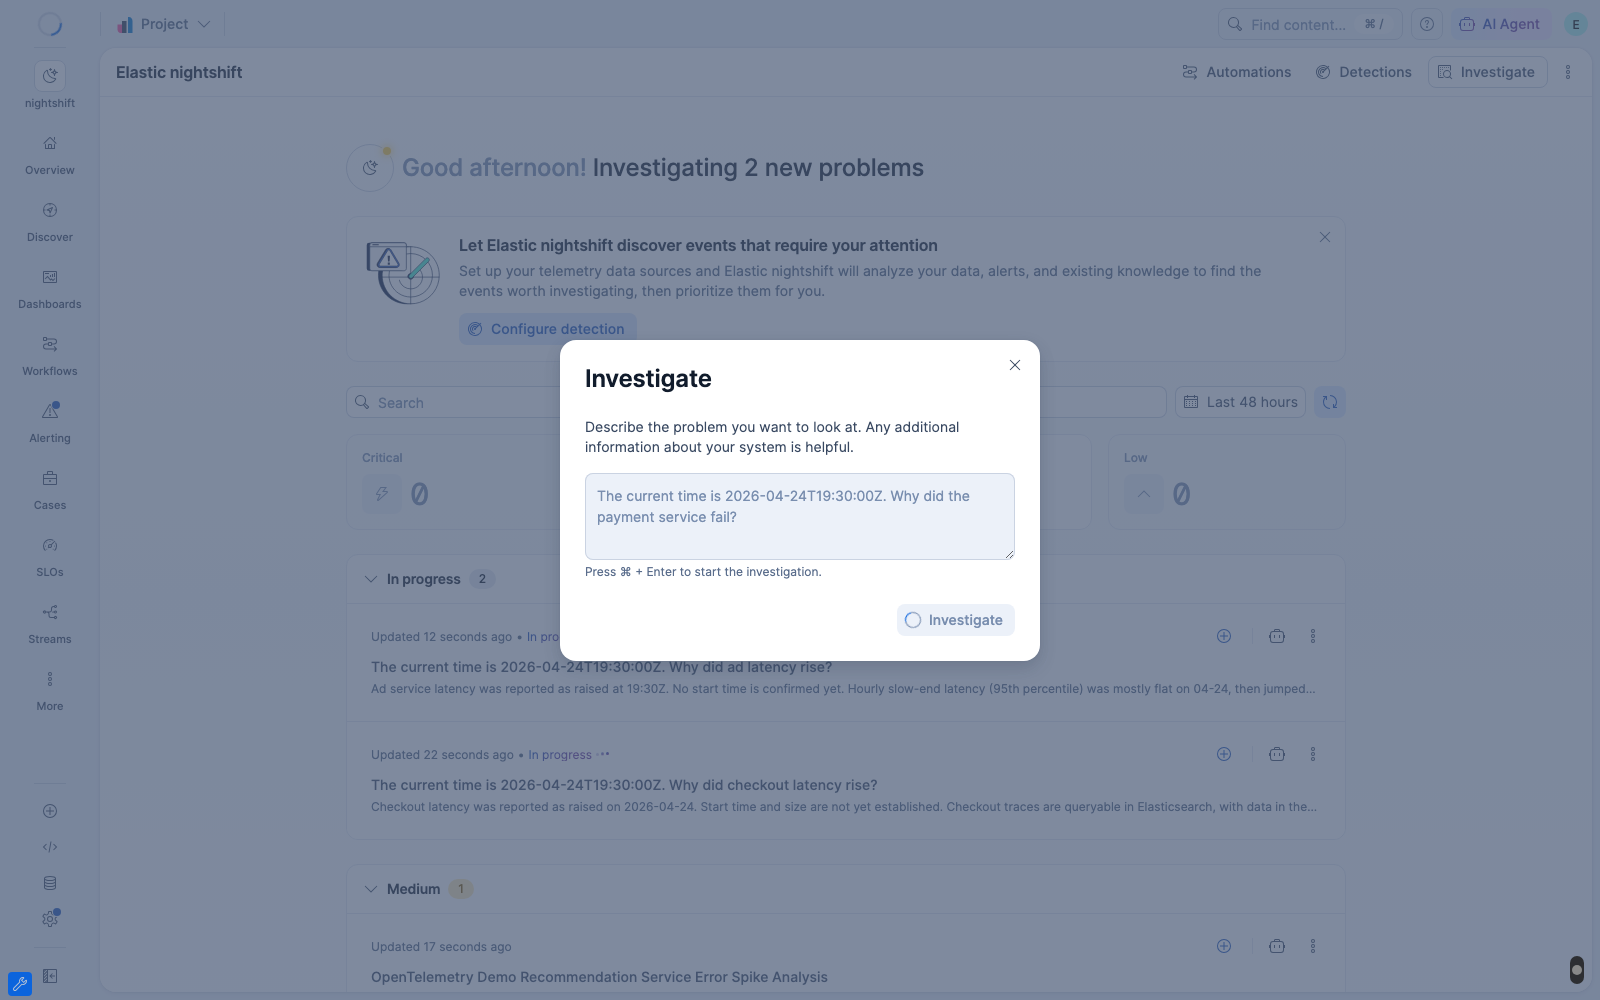 Project
Find content...
⌘ /
AI Agent
E
Elastic nightshift
Automations
Detections
Investigate
nightshift
Overview
Discover
Dashboards
Workflows
Alerting
Cases
SLOs
Streams
More
Good afternoon! Investigating 2 new problems
Let Elastic nightshift discover events that require your attention
Set up your telemetry data sources and Elastic nightshift will analyze your data, alerts, and existing knowledge to find the
events worth investigating, then prioritize them for you.
Configure detection
Search
Last 48 hours
Critical
0
Low
0
Investigate
Describe the problem you want to look at. Any additional
information about your system is helpful.
The current time is 2026-04-24T19:30:00Z. Why did the
payment service fail?
Press ⌘ + Enter to start the investigation.
Investigate
In progress 2
Updated 12 seconds ago • In pro
The current time is 2026-04-24T19:30:00Z. Why did ad latency rise?
Ad service latency was reported as raised at 19:30Z. No start time is confirmed yet. Hourly slow-end latency (95th percentile) was mostly flat on 04-24, then jumped...
Updated 22 seconds ago • In progress
The current time is 2026-04-24T19:30:00Z. Why did checkout latency rise?
Checkout latency was reported as raised on 2026-04-24. Start time and size are not yet established. Checkout traces are queryable in Elasticsearch, with data in the...
Medium 1
Updated 17 seconds ago
OpenTelemetry Demo Recommendation Service Error Spike Analysis